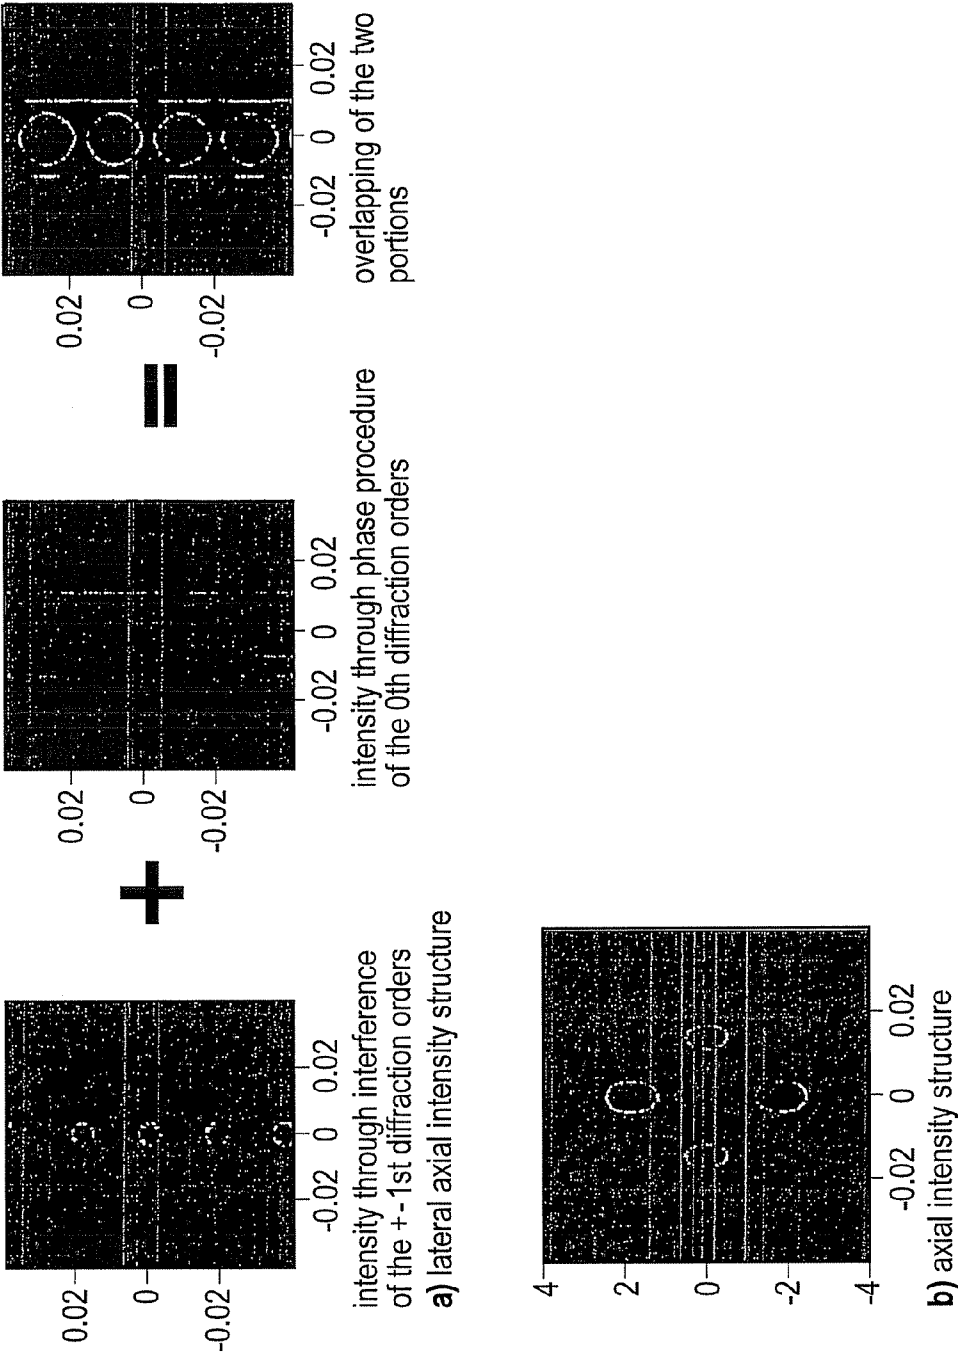 0.02
0
-0.02
-0.02 0 0.02
intensity through interference
of the +-1st diffraction orders
+
0.02
0
-0.02
-0.02 0 0.02
intensity through phase procedure
of the 0th diffraction orders
=
0.02
0
-0.02
-0.02 0 0.02
overlapping of the two
portions
a) lateral axial intensity structure
4
2
0
-2
-4
-0.02 0 0.02
b) axial intensity structure